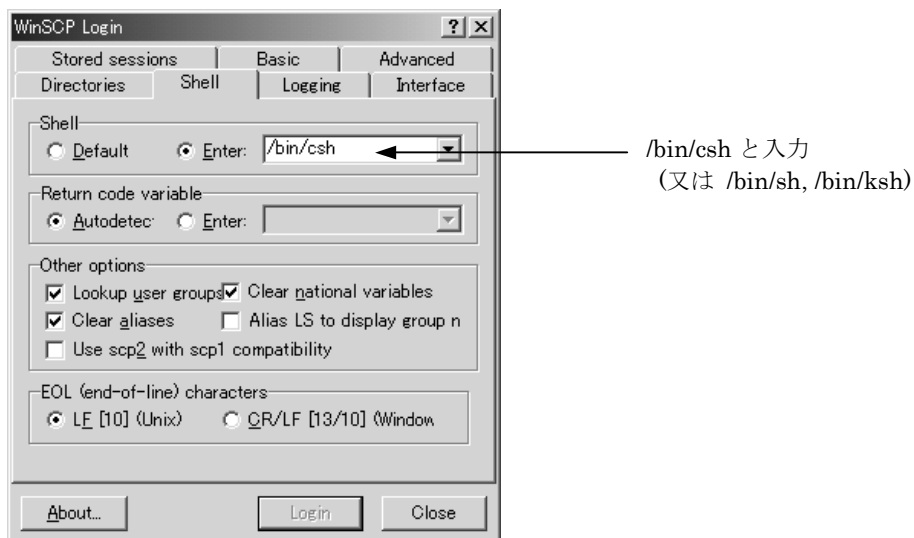 WinSCP Login
Stored sessions Basic Advanced
Directories Shell Logging Interface
Shell
Default Enter: /bin/csh
/bin/csh と入力
(又は /bin/sh, /bin/ksh)
Return code variable
Autodetec Enter:
Other options
Lookup user groups Clear national variables
Clear aliases Alias LS to display group n
Use scp2 with scp1 compatibility
EOL (end-of-line) characters
LF [10] (Unix) CR/LF [13/10] (Window
About... Login Close